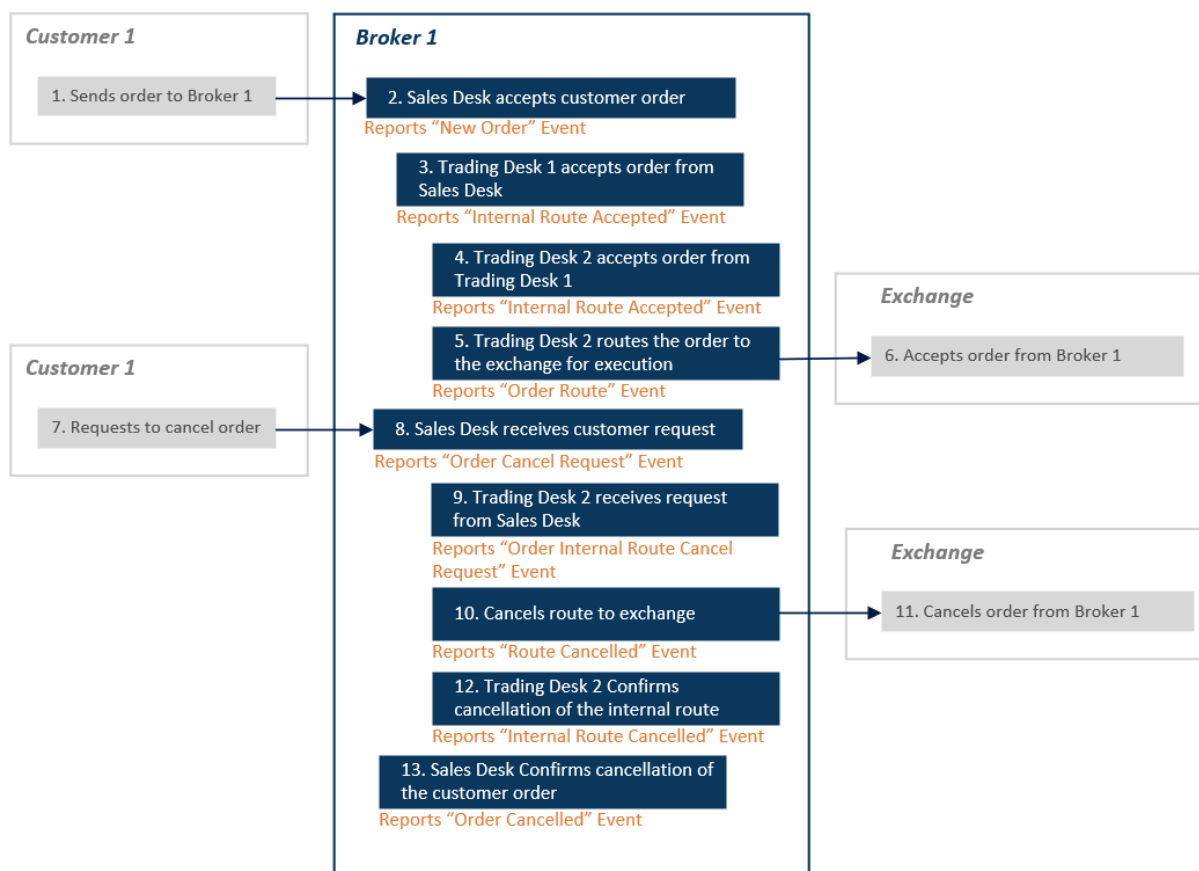 Customer 1
1. Sends order to Broker 1
Broker 1
2. Sales Desk accepts customer order
Reports “New Order” Event
3. Trading Desk 1 accepts order from
Sales Desk
Reports “Internal Route Accepted” Event
4. Trading Desk 2 accepts order from
Trading Desk 1
Reports “Internal Route Accepted” Event
5. Trading Desk 2 routes the order to
the exchange for execution
Reports “Order Route” Event
Exchange
6. Accepts order from Broker 1
Customer 1
7. Requests to cancel order
8. Sales Desk receives customer request
Reports “Order Cancel Request” Event
9. Trading Desk 2 receives request
from Sales Desk
Reports “Order Internal Route Cancel
Request” Event
10. Cancels route to exchange
Reports “Route Cancelled” Event
Exchange
11. Cancels order from Broker 1
12. Trading Desk 2 Confirms
cancellation of the internal route
Reports “Internal Route Cancelled” Event
13. Sales Desk Confirms cancellation of
the customer order
Reports “Order Cancelled” Event